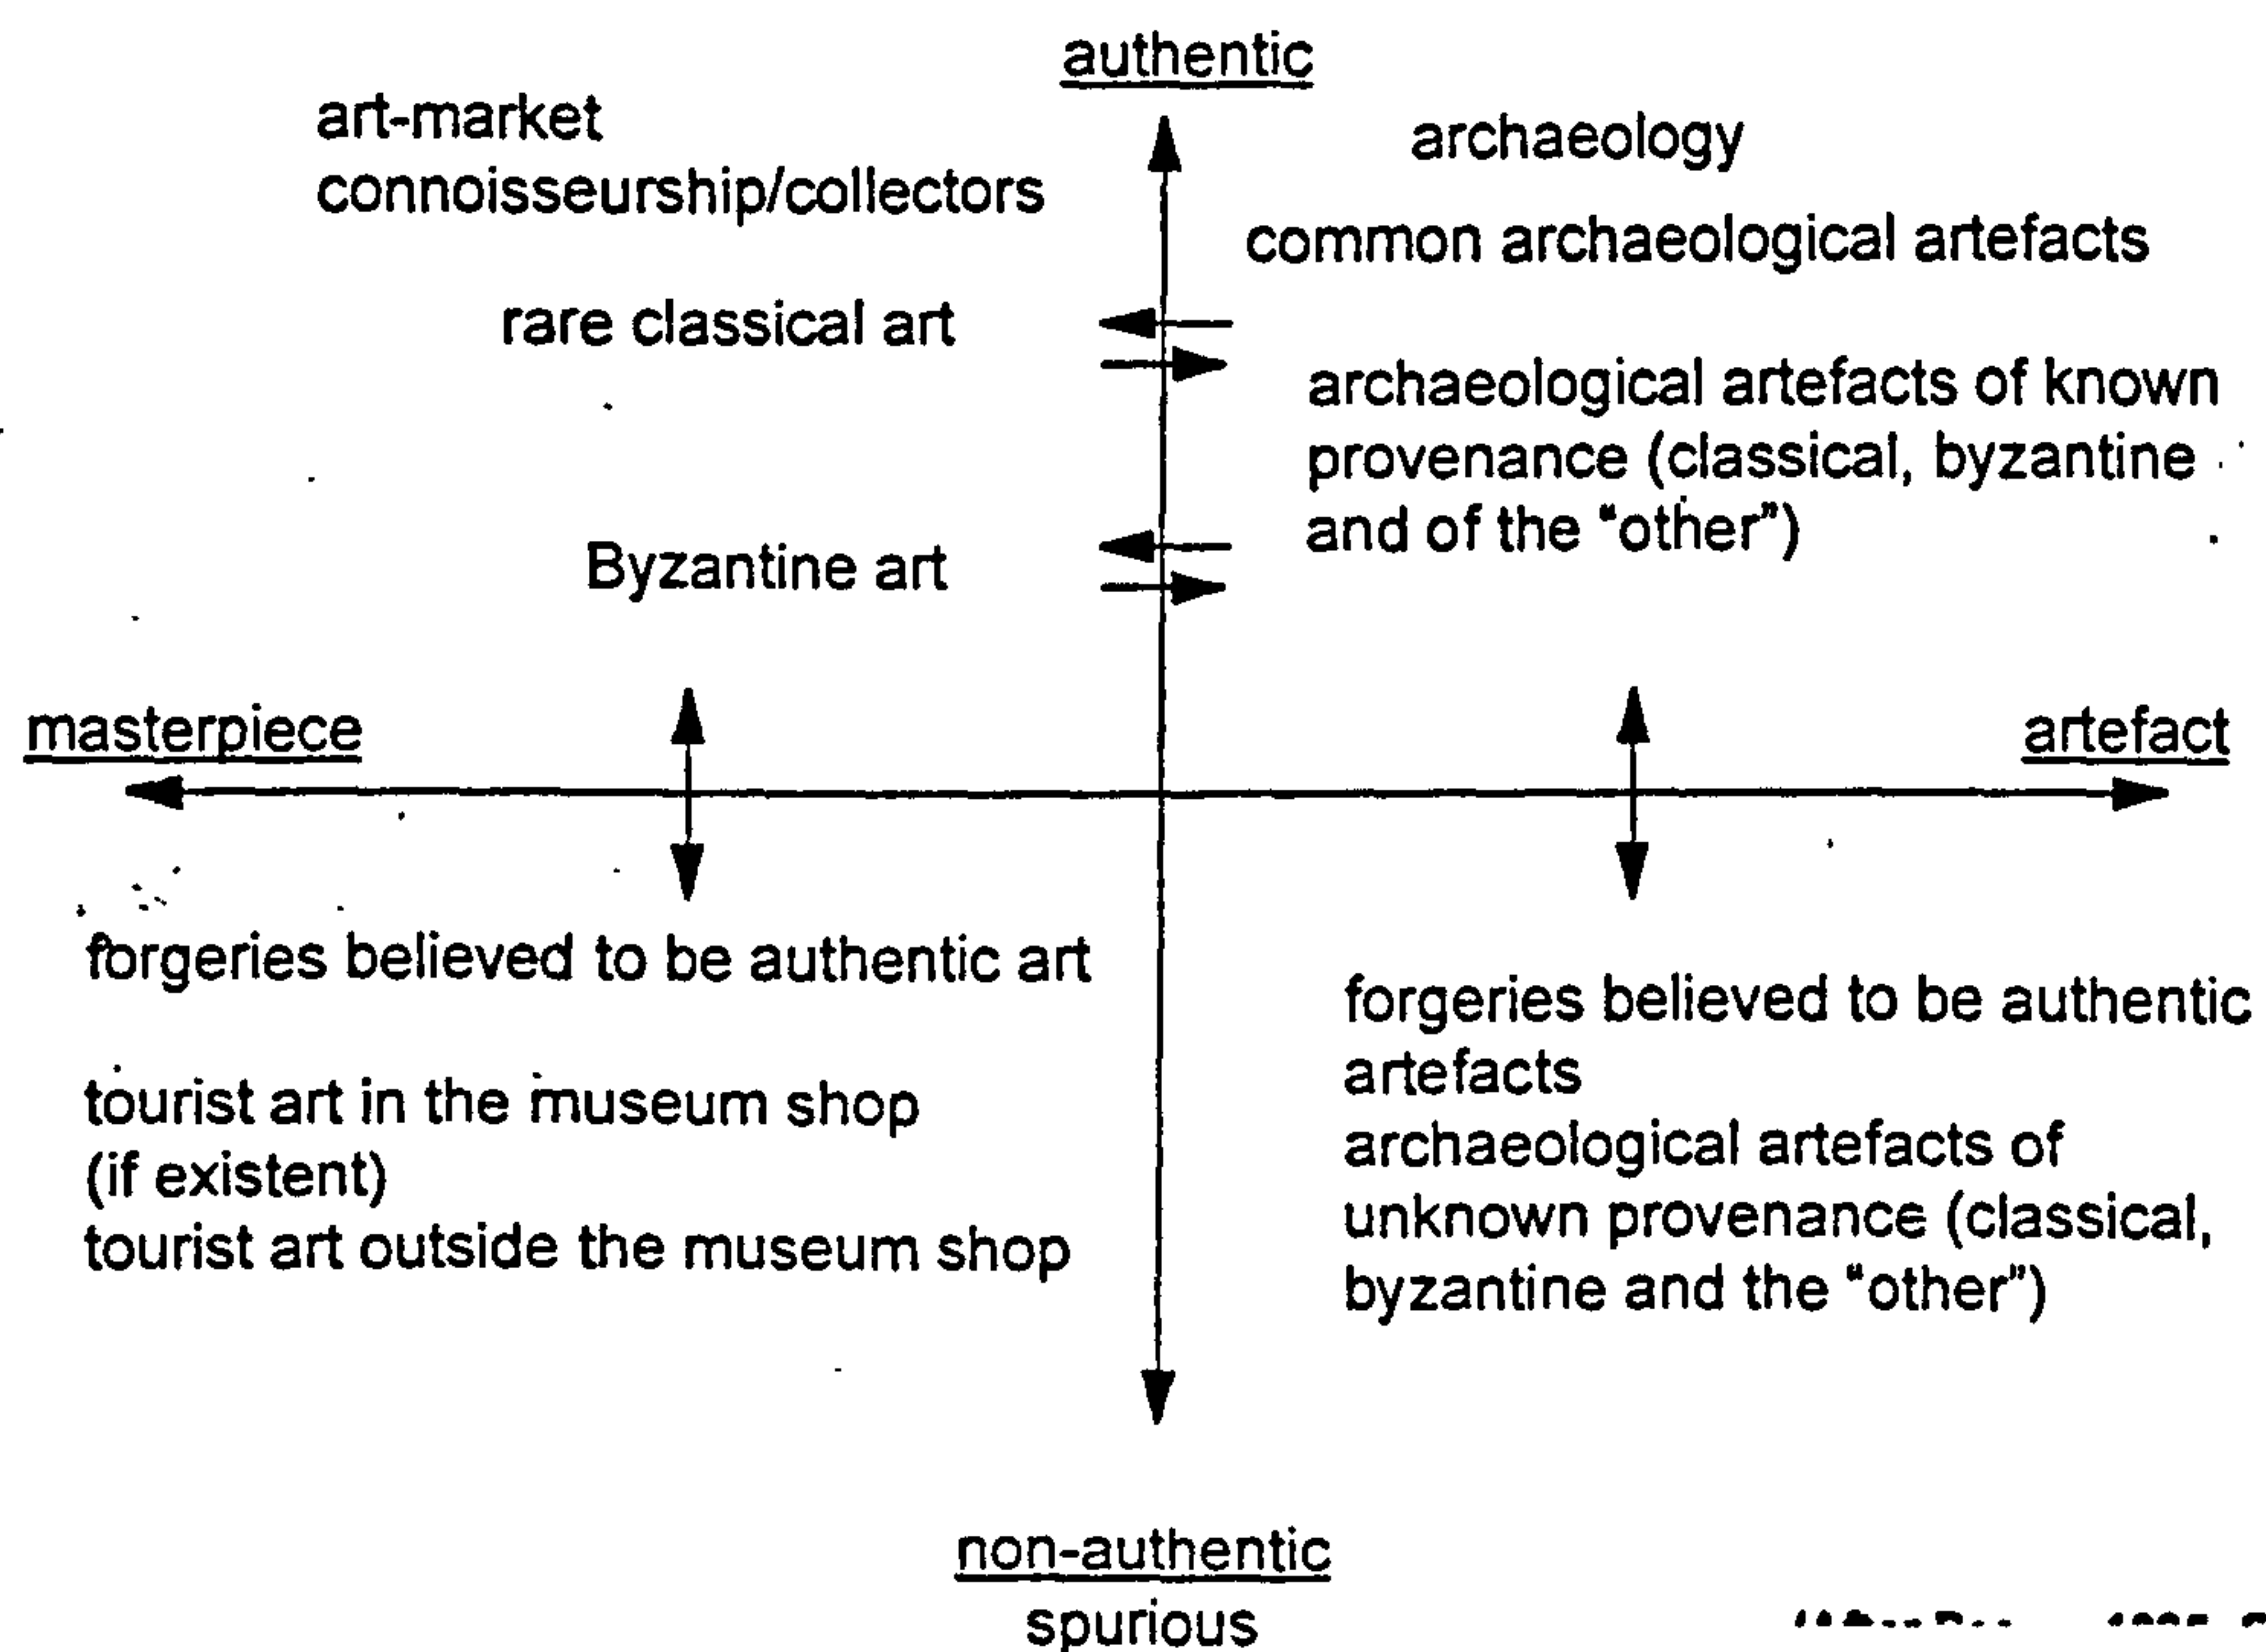 authentic
art-market
connoisseurship/collectors
archaeology
common archaeological artefacts
rare classical art
archaeological artefacts of known
provenance (classical, byzantine
and of the "other")
Byzantine art
masterpiece
artefact
forgeries believed to be authentic art
tourist art in the museum shop
(if existent)
tourist art outside the museum shop
forgeries believed to be authentic
artefacts
archaeological artefacts of
unknown provenance (classical,
byzantine and the "other")
non-authentic
spurious